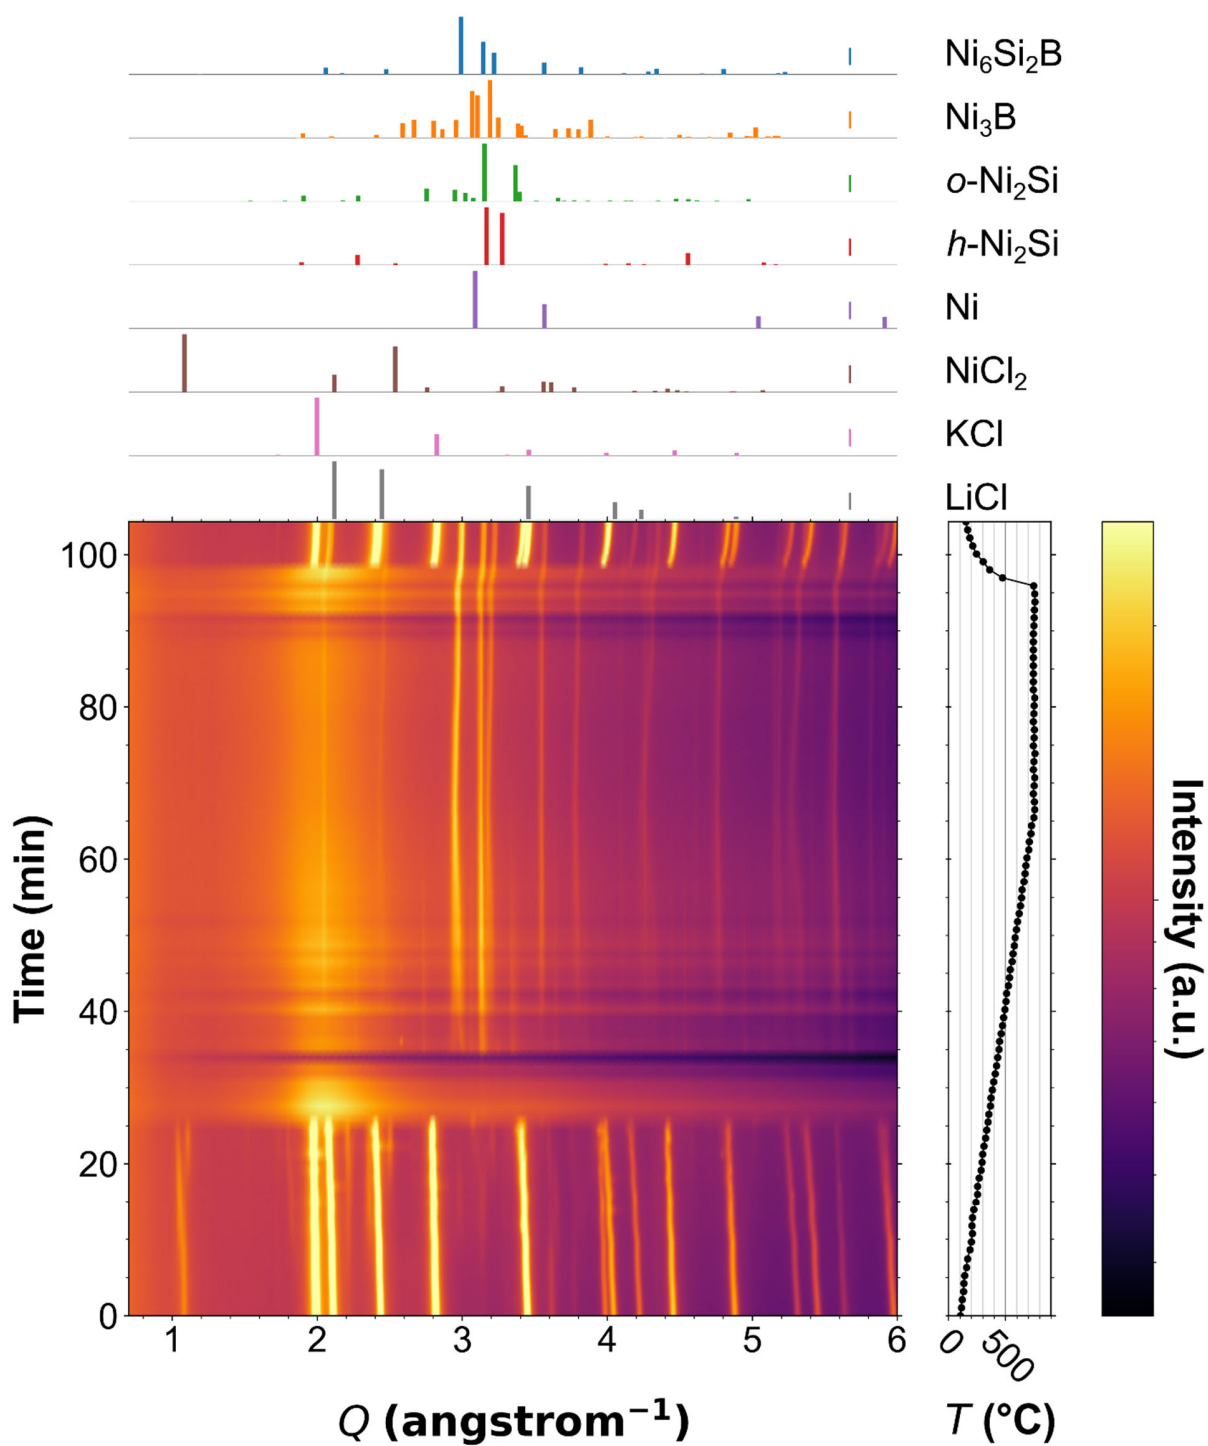 Ni6Si2B
Ni3B
o-Ni2Si
h-Ni2Si
Ni
NiCl2
KCl
LiCl
100
80
60
40
20
0
Time (min)
1 2 3 4 5 6
Q (angstrom−1)
0 500
T (°C)
Intensity (a.u.)